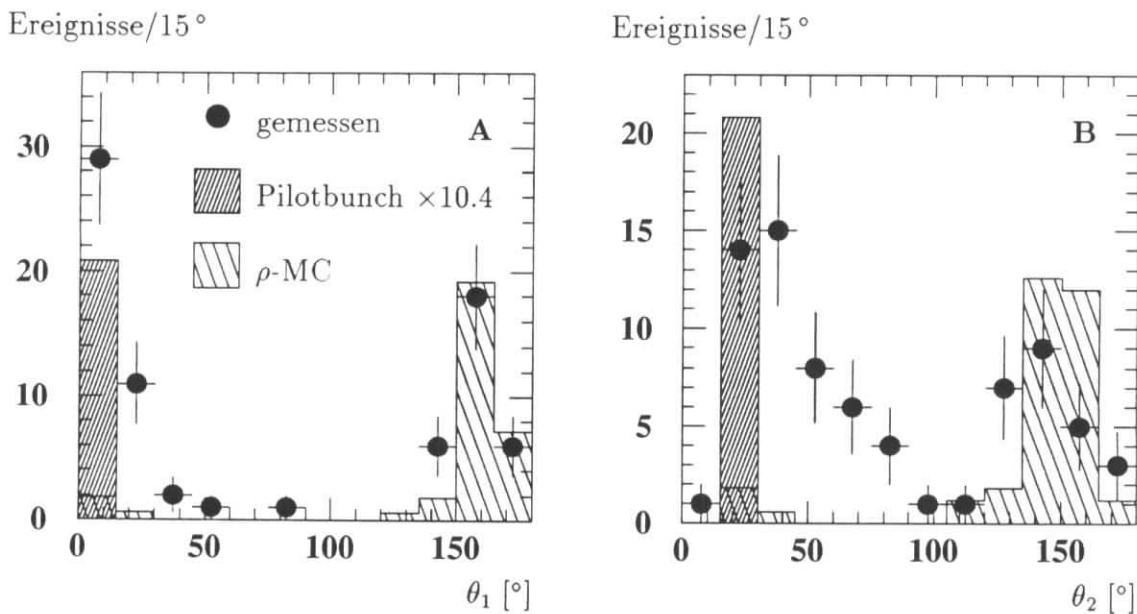 Ereignisse/15°
30
20
10
0
0
50
100
150
θ₁ [°]
gemessen
Pilotbunch ×10.4
ρ-MC
A
Ereignisse/15°
20
15
10
5
0
0
50
100
150
θ₂ [°]
B